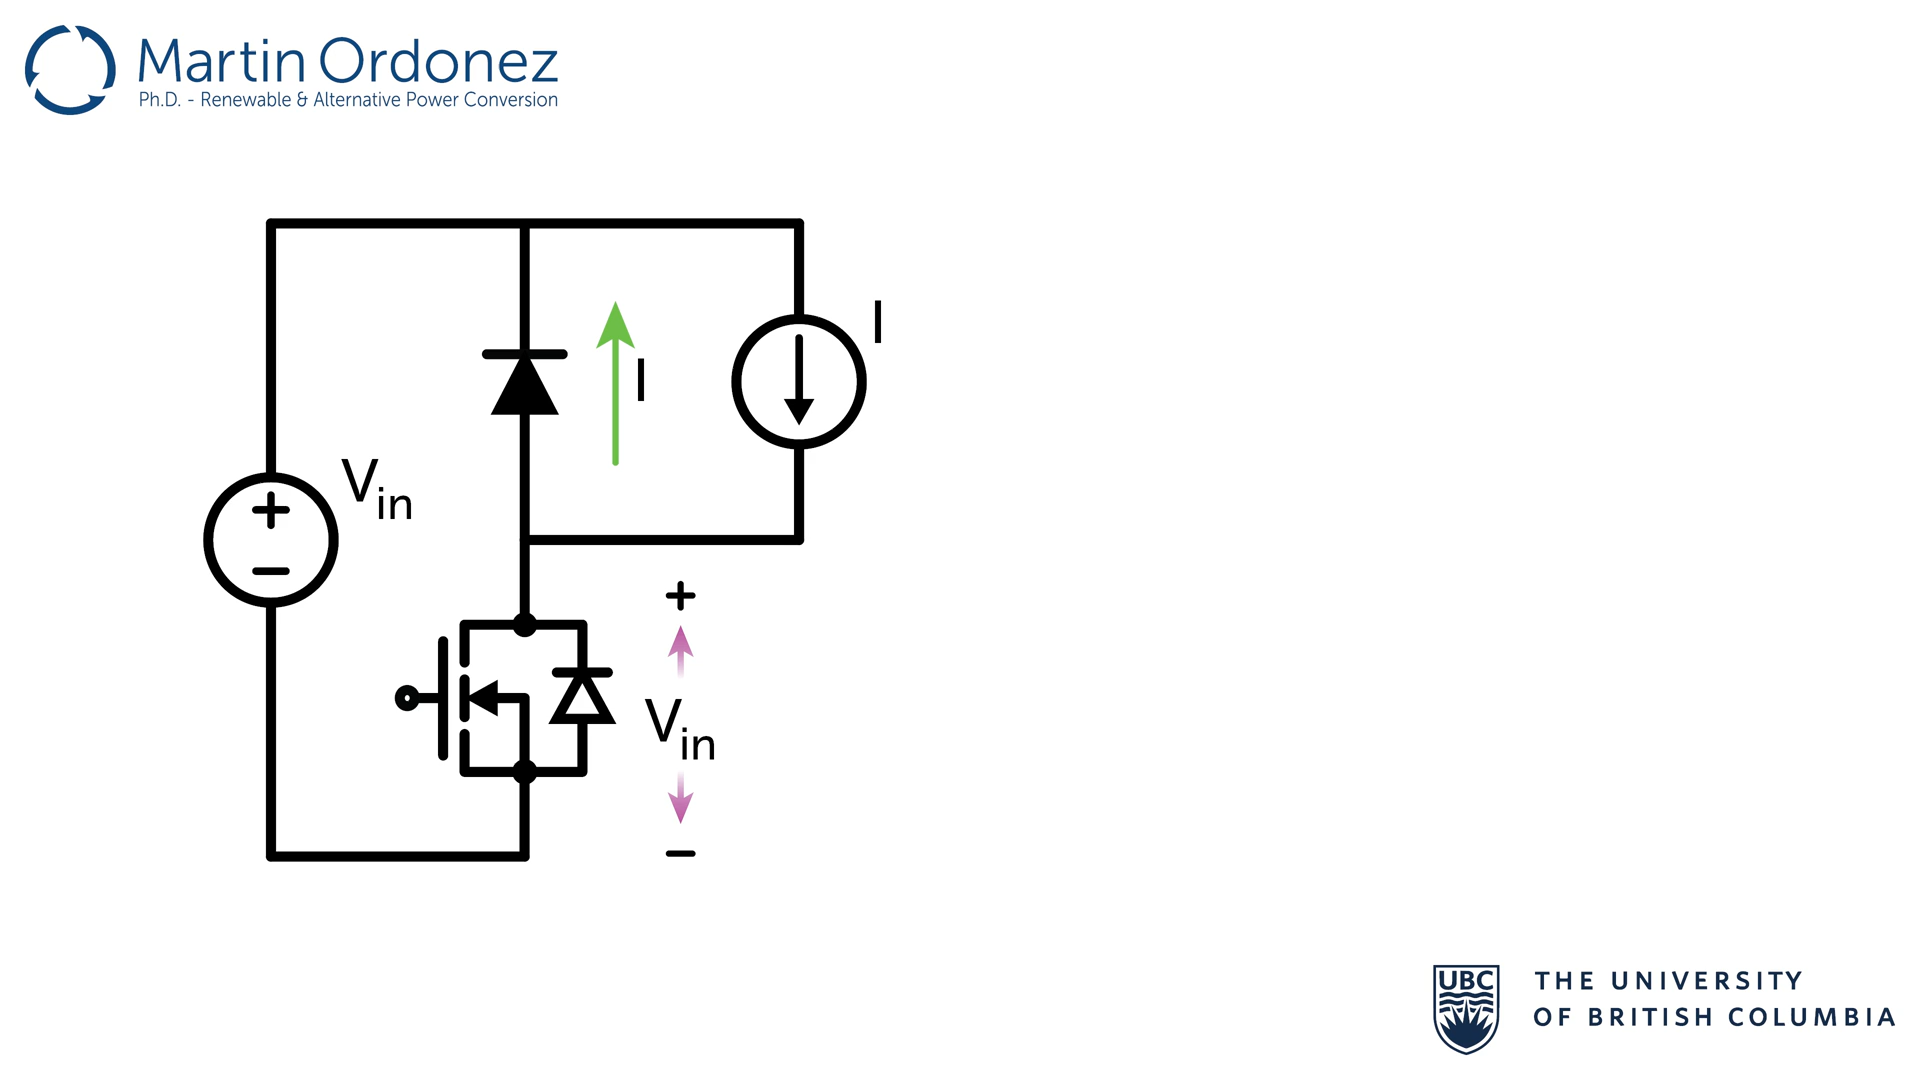 Martin Ordonez
Ph.D. - Renewable & Alternative Power Conversion
I
I
Vin
+
−
+
Vin
−
UBC
THE UNIVERSITY
OF BRITISH COLUMBIA